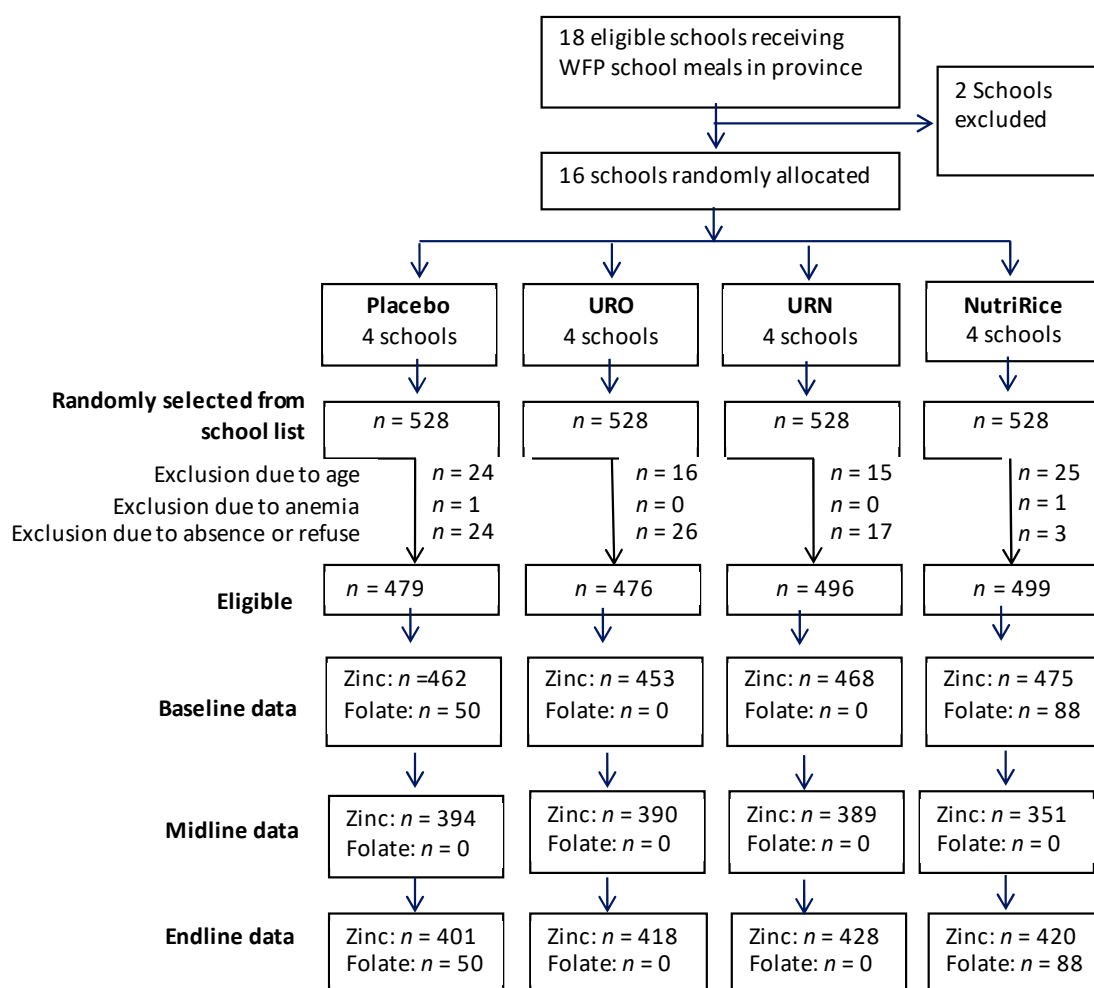 18 eligible schools receiving
WFP school meals in province
2 Schools
excluded
16 schools randomly allocated
Placebo
4 schools
URO
4 schools
URN
4 schools
NutriRice
4 schools
Randomly selected from
school list
n = 528
n = 528
n = 528
n = 528
Exclusion due to age
n = 24
n = 16
n = 15
n = 25
Exclusion due to anemia
n = 1
n = 0
n = 0
n = 1
Exclusion due to absence or refuse
n = 24
n = 26
n = 17
n = 3
Eligible
n = 479
n = 476
n = 496
n = 499
Baseline data
Zinc: n =462
Folate: n = 50
Zinc: n = 453
Folate: n = 0
Zinc: n = 468
Folate: n = 0
Zinc: n = 475
Folate: n = 88
Midline data
Zinc: n = 394
Folate: n = 0
Zinc: n = 390
Folate: n = 0
Zinc: n = 389
Folate: n = 0
Zinc: n = 351
Folate: n = 0
Endline data
Zinc: n = 401
Folate: n = 50
Zinc: n = 418
Folate: n = 0
Zinc: n = 428
Folate: n = 0
Zinc: n = 420
Folate: n = 88